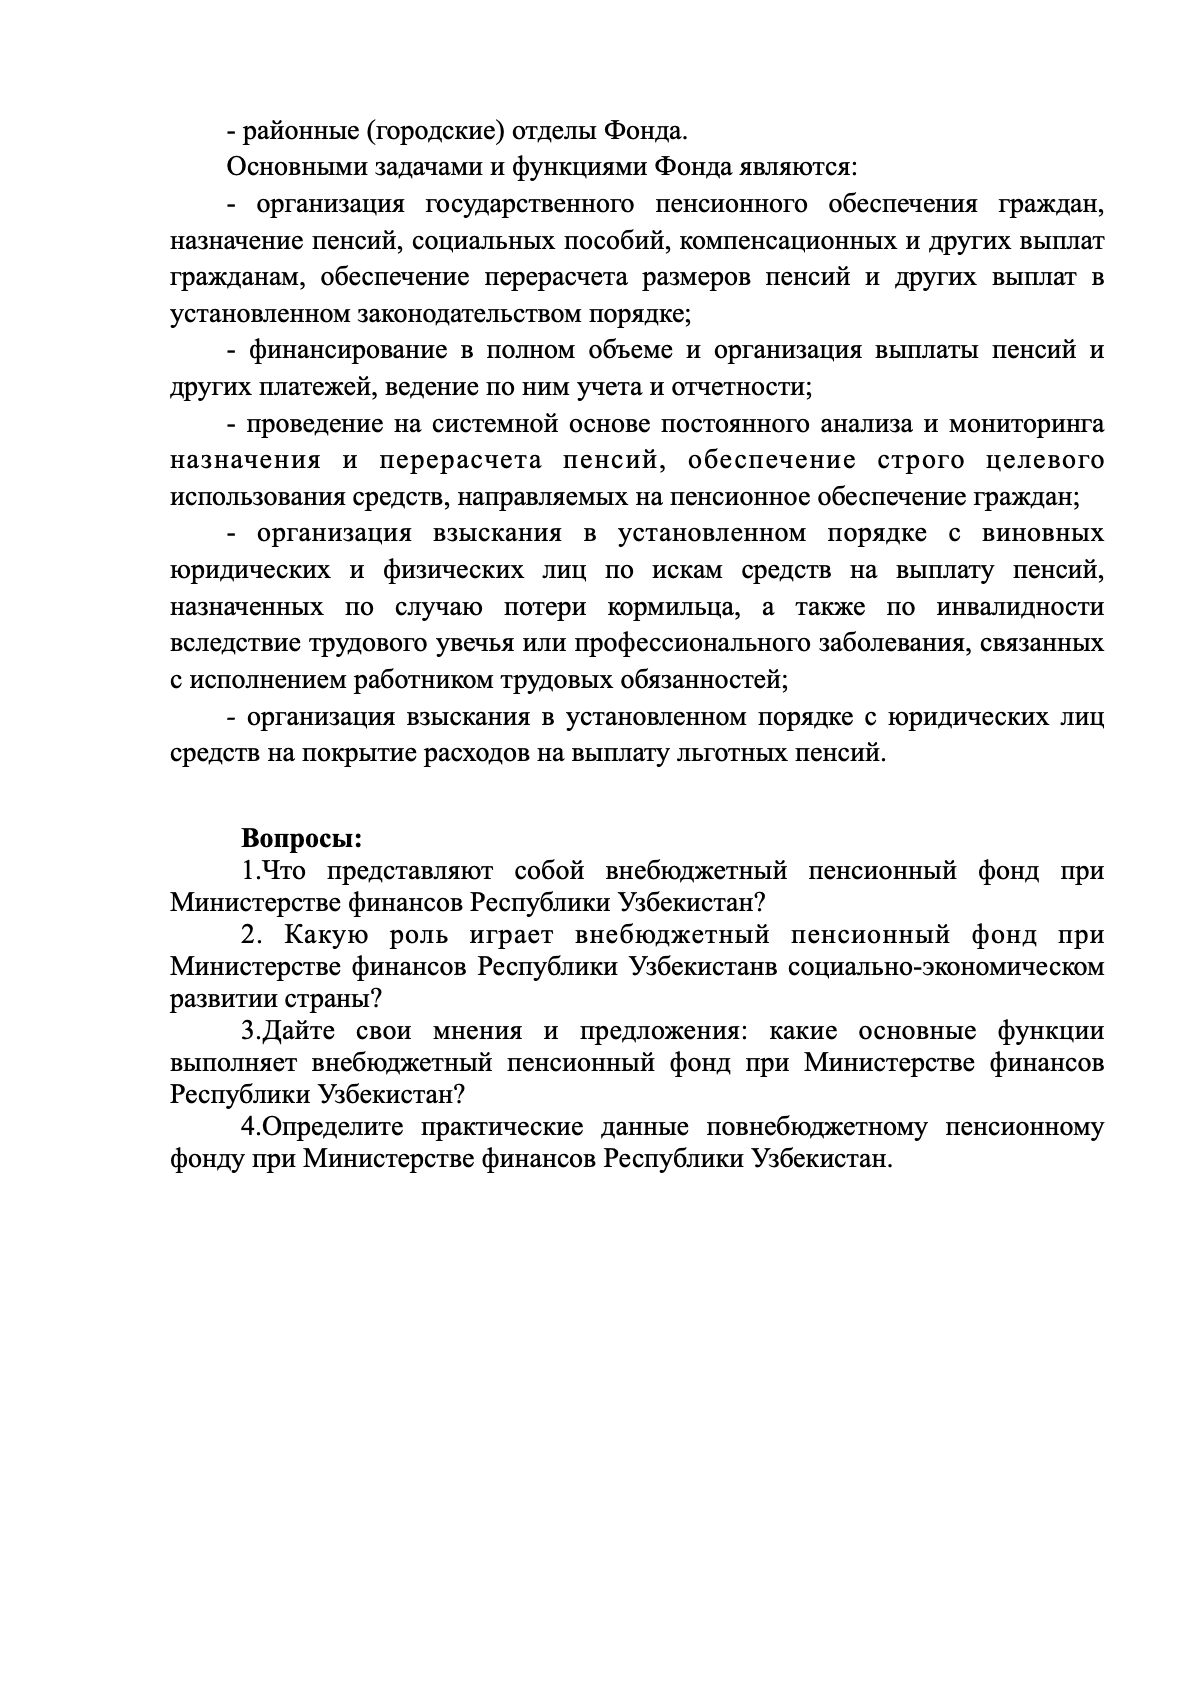 - районные (городские) отделы Фонда.
Основными задачами и функциями Фонда являются:
- организация государственного пенсионного обеспечения граждан,
назначение пенсий, социальных пособий, компенсационных и других выплат
гражданам, обеспечение перерасчета размеров пенсий и других выплат в
установленном законодательством порядке;
- финансирование в полном объеме и организация выплаты пенсий и
других платежей, ведение по ним учета и отчетности;
- проведение на системной основе постоянного анализа и мониторинга
назначения и перерасчета пенсий, обеспечение строго целевого
использования средств, направляемых на пенсионное обеспечение граждан;
- организация взыскания в установленном порядке с виновных
юридических и физических лиц по искам средств на выплату пенсий,
назначенных по случаю потери кормильца, а также по инвалидности
вследствие трудового увечья или профессионального заболевания, связанных
с исполнением работником трудовых обязанностей;
- организация взыскания в установленном порядке с юридических лиц
средств на покрытие расходов на выплату льготных пенсий.
Вопросы:
1.Что представляют собой внебюджетный пенсионный фонд при
Министерстве финансов Республики Узбекистан?
2. Какую роль играет внебюджетный пенсионный фонд при
Министерстве финансов Республики Узбекистанв социально-экономическом
развитии страны?
3.Дайте свои мнения и предложения: какие основные функции
выполняет внебюджетный пенсионный фонд при Министерстве финансов
Республики Узбекистан?
4.Определите практические данные повнебюджетному пенсионному
фонду при Министерстве финансов Республики Узбекистан.